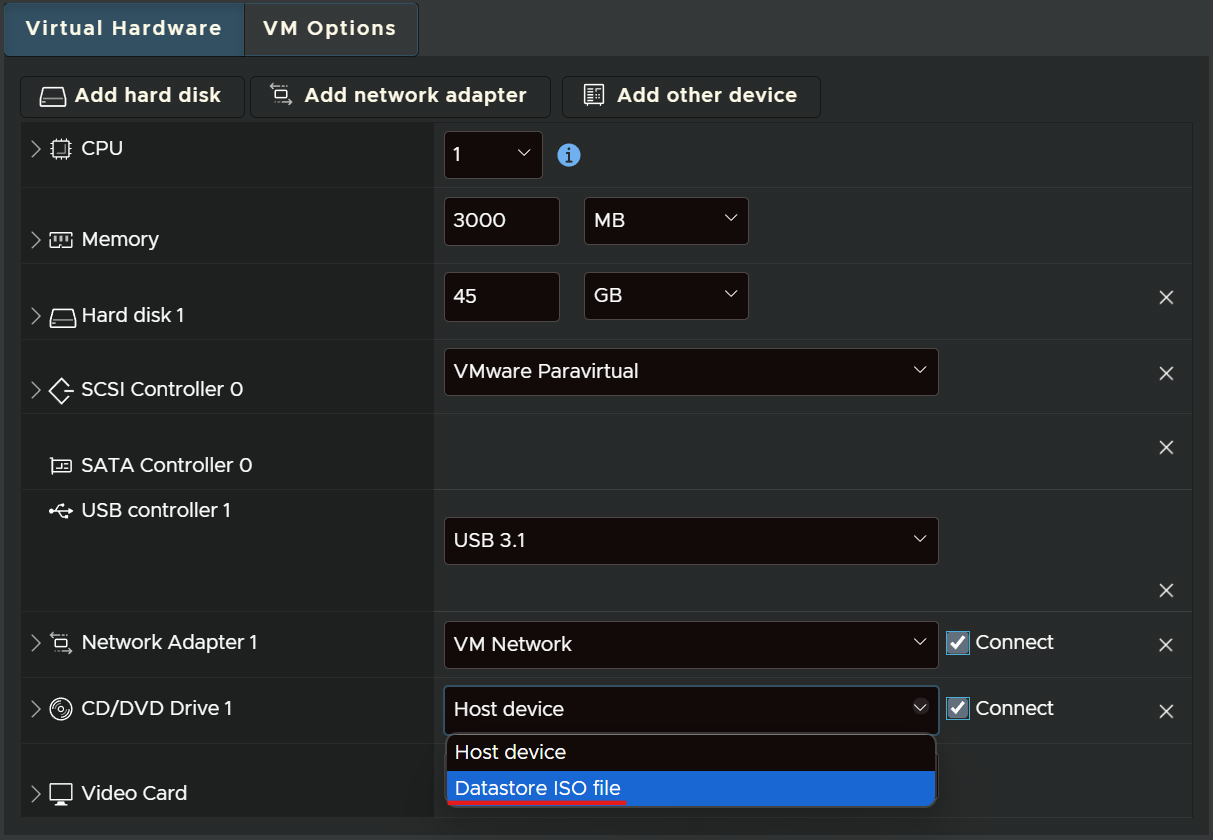 Virtual Hardware VM Options
Add hard disk Add network adapter Add other device
CPU 1
Memory 3000 MB
Hard disk 1 45 GB
SCSI Controller 0 VMware Paravirtual
SATA Controller 0
USB controller 1
USB 3.1
Network Adapter 1 VM Network Connect
CD/DVD Drive 1 Host device Connect
Host device
Datastore ISO file
Video Card